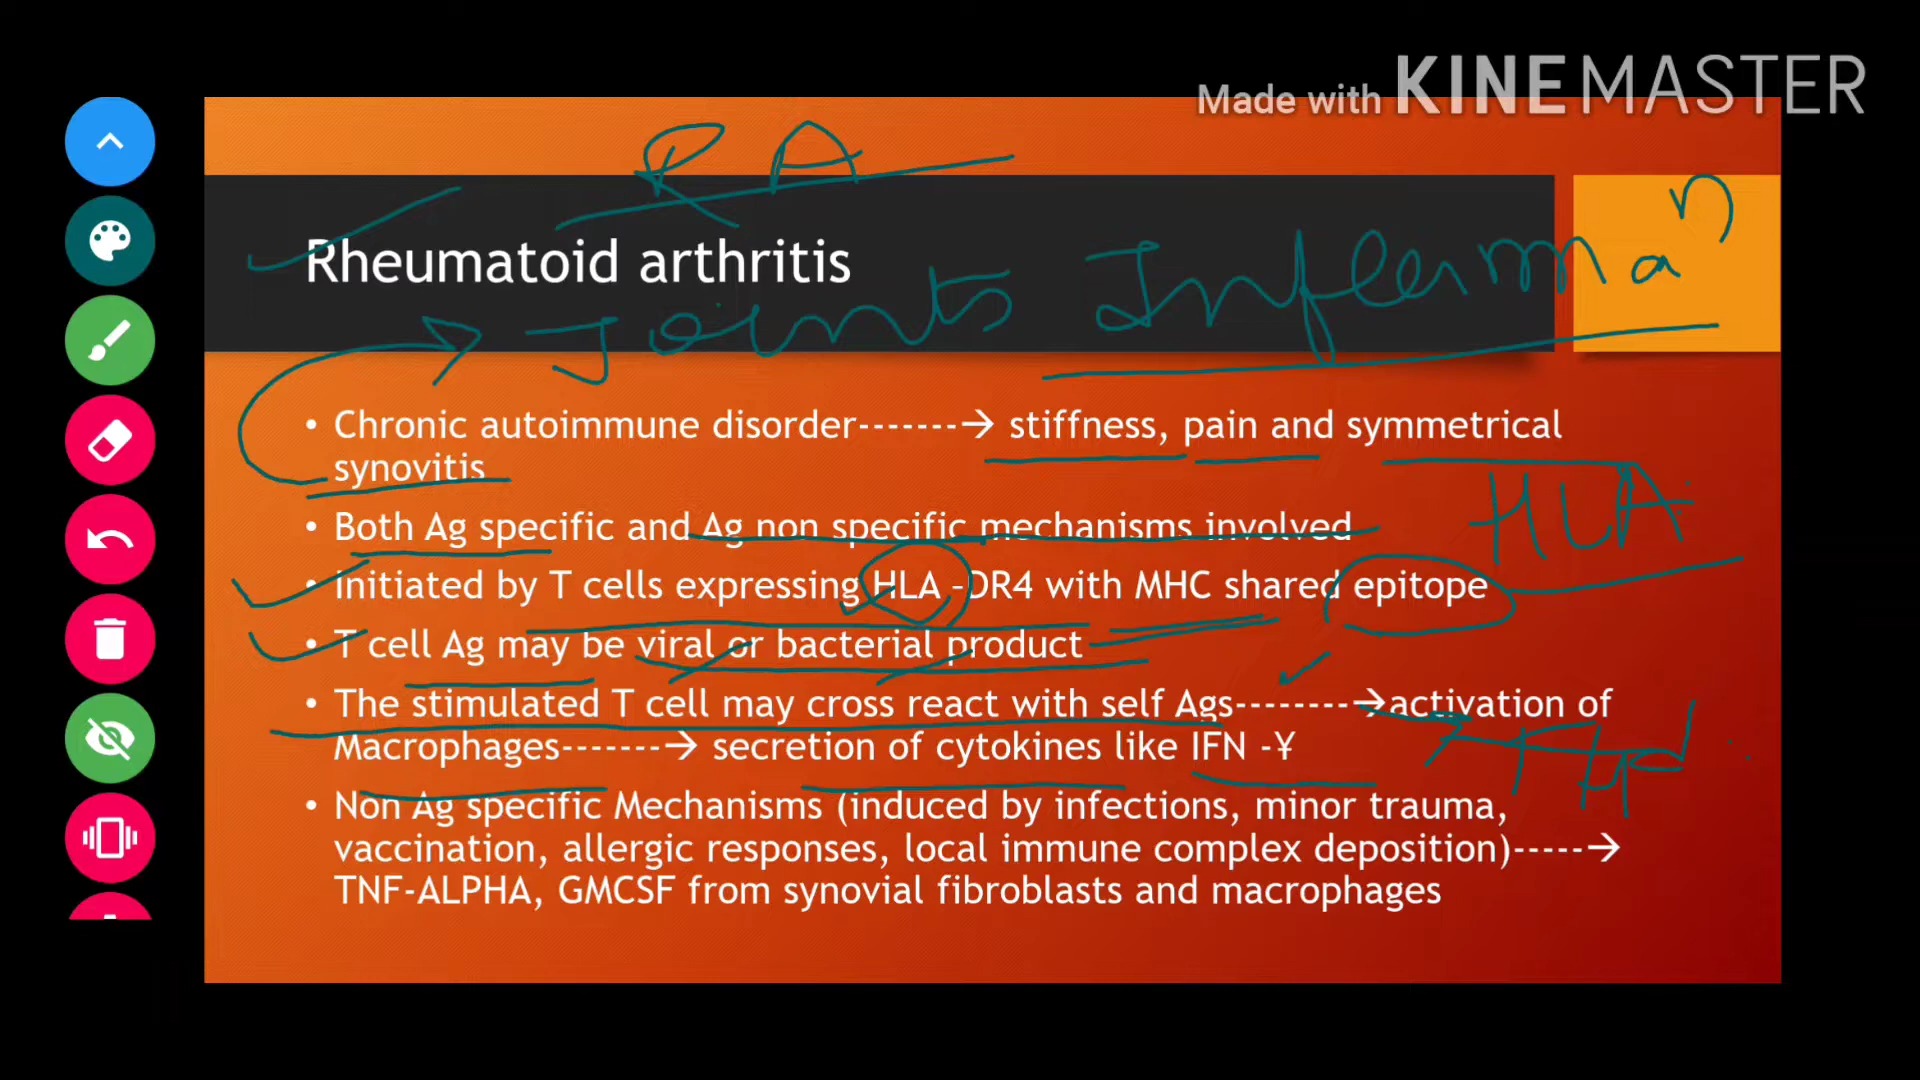 Made with KINEMASTER
RA
Rheumatoid arthritis
Joints
• Chronic autoimmune disorder-------→ stiffness, pain and symmetrical
synovitis
HLA
• Both Ag specific and Ag non specific mechanisms involved
• Initiated by T cells expressing HLA -DR4 with MHC shared epitope
• T cell Ag may be viral or bacterial product
• The stimulated T cell may cross react with self Ags--------→activation of
Macrophages-------→ secretion of cytokines like IFN -¥
• Non Ag specific Mechanisms (induced by infections, minor trauma,
vaccination, allergic responses, local immune complex deposition)-----→
TNF-ALPHA, GMCSF from synovial fibroblasts and macrophages